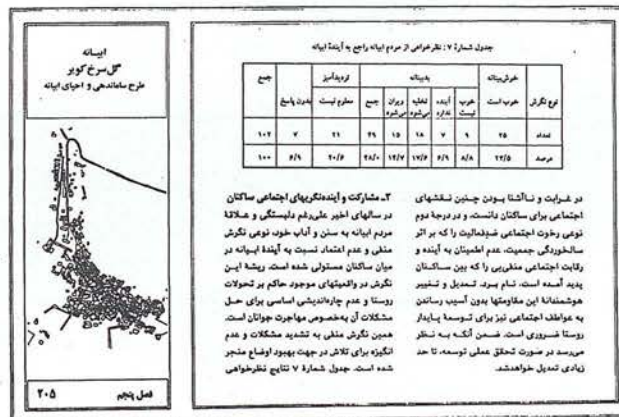 ابیانه
گل سرخ کویر
طرح ساماندهی و احیای ابیانه
فصل پنجم
۲۰۵
جدول شمارهٔ ۷ : نظرخواهی از مردم ابیانه راجع به آیندهٔ ابیانه
نوع نگرش خوش‌بینانه بدبینانه تردیدآمیز بدون پاسخ جمع
خوب است خوب نیست آینده ندارد تخلیه می‌شود ویران می‌شود جمع معلوم نیست
تعداد ۲۵ ۹ ۷ ۱۸ ۱۵ ۴۹ ۲۱ ۷ ۱۰۲
درصد ۲۴/۵ ۸/۸ ۶/۹ ۱۷/۶ ۱۴/۷ ۴۸/۰ ۲۰/۶ ۶/۹ ۱۰۰
در غرابت و ناآشنا بودن چنین نقشهای
اجتماعی برای ساکنان دانست، و در درجهٔ دوم
نوعی رخوت اجتماعی ضدفعالیت را که بر اثر
سالخوردگی جمعیت، عدم اطمینان به آینده و
رقابت اجتماعی منفی‌یی را که بین ساکنان
پدید آمده است، نام برد. تعدیل و تغییر
هوشمندانهٔ این مقاومتها بدون آسیب رساندن
به عواطف اجتماعی نیز برای توسعهٔ پایدار
روستا ضروری است. ضمن آنکه به نظر
می‌رسد در صورت تحقق عملی توسعه، تا حد
زیادی تعدیل خواهدشد.
۳ـ مشارکت و آینده‌نگریهای اجتماعی ساکنان
در سالهای اخیر علی‌رغم دلبستگی و علاقهٔ
مردم ابیانه به سنن و آداب خود، نوعی نگرش
منفی و عدم اعتماد نسبت به آیندهٔ ابیانه در
میان ساکنان مستولی شده است. ریشهٔ این
نگرش در واقعیتهای موجود حاکم بر تحولات
روستا و عدم چاره‌اندیشی اساسی برای حل
مشکلات آن به‌خصوص مهاجرت جوانان است.
همین نگرش منفی به تشدید مشکلات و عدم
انگیزه برای تلاش در جهت بهبود اوضاع منجر
شده است. جدول شمارهٔ ۷ نتایج نظرخواهی